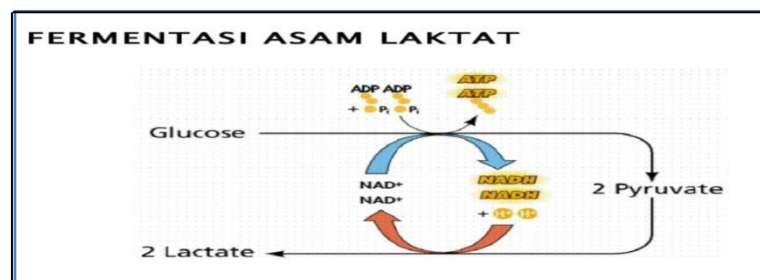 FERMENTASI ASAM LAKTAT
ADP ADP
ATP
ATP
+ Pi Pi
Glucose
NAD+
NAD+
NADH
NADH
+ H+ H+
2 Pyruvate
2 Lactate